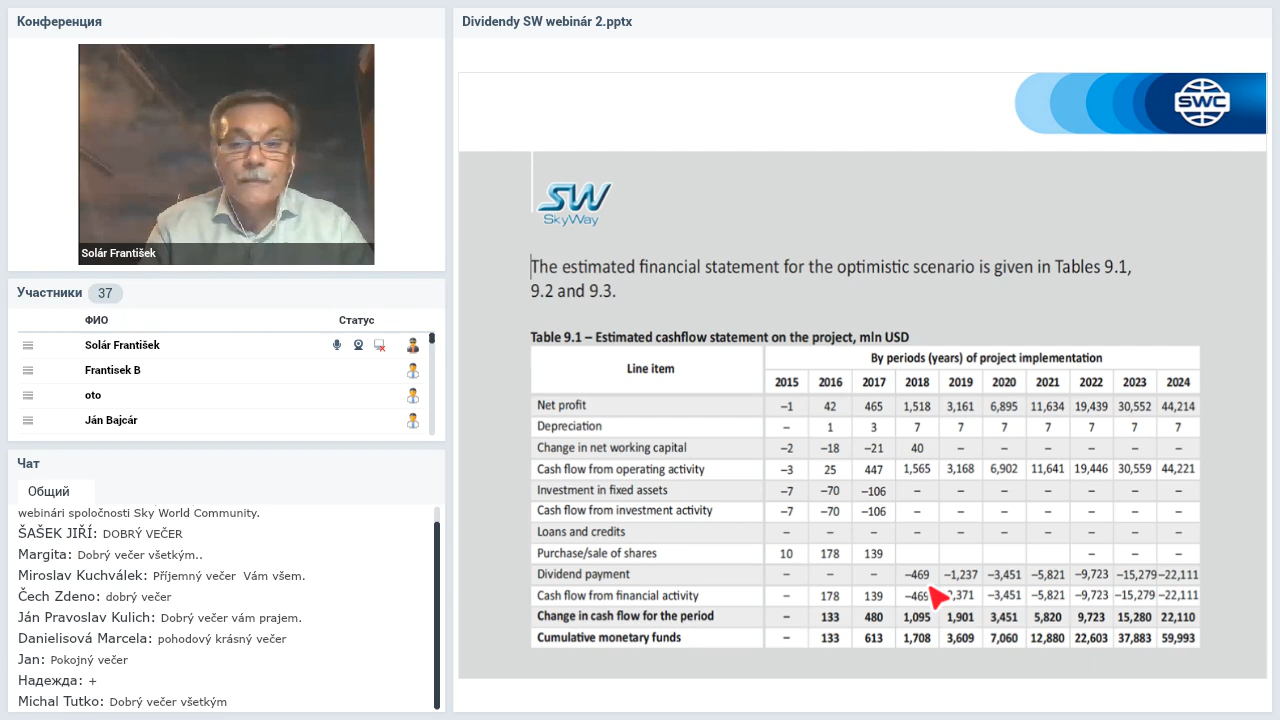 Конференция
Solár František
Участники 37
ФИО Статус
Solár František
Frantisek B
oto
Ján Bajcár
Чат
Общий
webinári spoločnosti Sky World Community.
ŠAŠEK JIŘÍ: DOBRÝ VEČER
Margita: Dobrý večer všetkým..
Miroslav Kuchválek: Příjemný večer Vám všem.
Čech Zdeno: dobrý večer
Ján Pravoslav Kulich: Dobrý večer vám prajem.
Danielisová Marcela: pohodový krásný večer
Jan: Pokojný večer
Надежда: +
Michal Tutko: Dobrý večer všetkým
Dividendy SW webinár 2.pptx
SWC
SW
SkyWay
The estimated financial statement for the optimistic scenario is given in Tables 9.1,
9.2 and 9.3.
Table 9.1 – Estimated cashflow statement on the project, mln USD
Line item By periods (years) of project implementation
2015 2016 2017 2018 2019 2020 2021 2022 2023 2024
Net profit –1 42 465 1,518 3,161 6,895 11,634 19,439 30,552 44,214
Depreciation – 1 3 7 7 7 7 7 7 7
Change in net working capital –2 –18 –21 40 – – – – – –
Cash flow from operating activity –3 25 447 1,565 3,168 6,902 11,641 19,446 30,559 44,221
Investment in fixed assets –7 –70 –106 – – – – – – –
Cash flow from investment activity –7 –70 –106 – – – – – – –
Loans and credits – – – – – – – – – –
Purchase/sale of shares 10 178 139 – – –
Dividend payment – – – –469 –1,237 –3,451 –5,821 –9,723 –15,279 –22,111
Cash flow from financial activity – 178 139 –469 ,371 –3,451 –5,821 –9,723 –15,279 –22,111
Change in cash flow for the period – 133 480 1,095 1,901 3,451 5,820 9,723 15,280 22,110
Cumulative monetary funds – 133 613 1,708 3,609 7,060 12,880 22,603 37,883 59,993